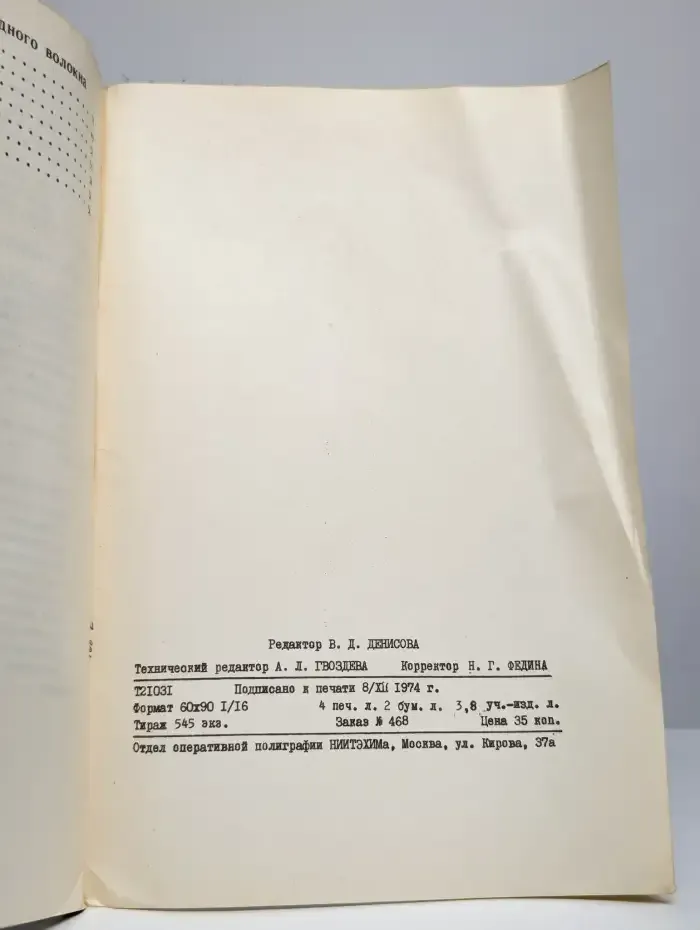 дного волокна
Редактор В. Д. ДЕНИСОВА
Технический редактор А. Л. ГВОЗДЕВА Корректор Н. Г. ФЕДИНА
Т21031 Подписано к печати 8/XII 1974 г.
Формат 60х90 1/16 4 печ. л. 2 бум. л. 3,8 уч.-изд. л.
Тираж 545 экз. Заказ № 468 Цена 35 коп.
Отдел оперативной полиграфии НИИТЭХИМа, Москва, ул. Кирова, 37а